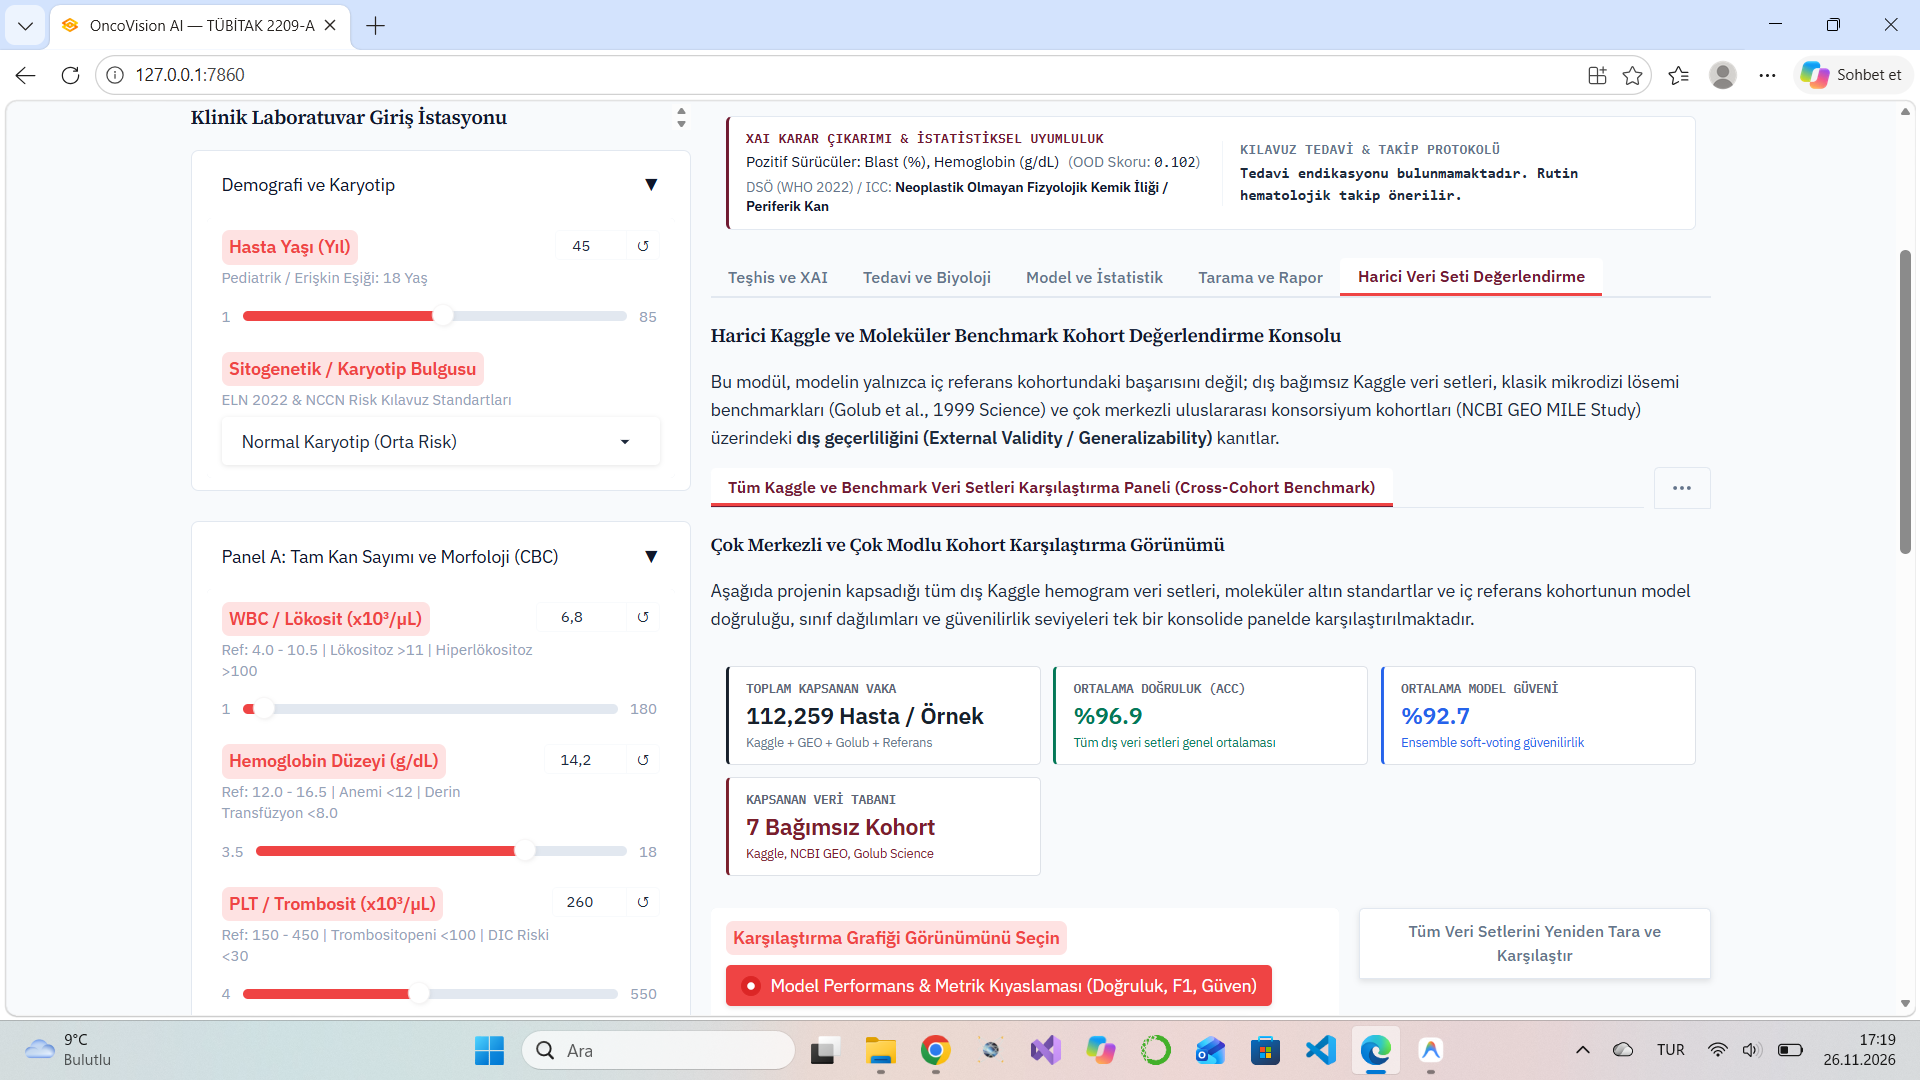 OncoVision AI — TÜBİTAK 2209-A
127.0.0.1:7860
Sohbet et
Klinik Laboratuvar Giriş İstasyonu
Demografi ve Karyotip
Hasta Yaşı (Yıl)
45
Pediatrik / Erişkin Eşiği: 18 Yaş
1
85
Sitogenetik / Karyotip Bulgusu
ELN 2022 & NCCN Risk Kılavuz Standartları
Normal Karyotip (Orta Risk)
Panel A: Tam Kan Sayımı ve Morfoloji (CBC)
WBC / Lökosit (x10³/µL)
6,8
Ref: 4.0 - 10.5 | Lökositoz >11 | Hiperlökositoz
>100
1
180
Hemoglobin Düzeyi (g/dL)
14,2
Ref: 12.0 - 16.5 | Anemi <12 | Derin
Transfüzyon <8.0
3.5
18
PLT / Trombosit (x10³/µL)
260
Ref: 150 - 450 | Trombositopeni <100 | DIC Riski
<30
4
550
XAI KARAR ÇIKARIMI & İSTATİSTİKSEL UYUMLULUK
Pozitif Sürücüler: Blast (%), Hemoglobin (g/dL) (OOD Skoru: 0.102)
DSÖ (WHO 2022) / ICC: Neoplastik Olmayan Fizyolojik Kemik İliği /
Periferik Kan
KILAVUZ TEDAVİ & TAKİP PROTOKOLÜ
Tedavi endikasyonu bulunmamaktadır. Rutin
hematolojik takip önerilir.
Teşhis ve XAI
Tedavi ve Biyoloji
Model ve İstatistik
Tarama ve Rapor
Harici Veri Seti Değerlendirme
Harici Kaggle ve Moleküler Benchmark Kohort Değerlendirme Konsolu
Bu modül, modelin yalnızca iç referans kohortundaki başarısını değil; dış bağımsız Kaggle veri setleri, klasik mikrodizi lösemi
benchmarkları (Golub et al., 1999 Science) ve çok merkezli uluslararası konsorsiyum kohortları (NCBI GEO MILE Study)
üzerindeki dış geçerliliğini (External Validity / Generalizability) kanıtlar.
Tüm Kaggle ve Benchmark Veri Setleri Karşılaştırma Paneli (Cross-Cohort Benchmark)
Çok Merkezli ve Çok Modlu Kohort Karşılaştırma Görünümü
Aşağıda projenin kapsadığı tüm dış Kaggle hemogram veri setleri, moleküler altın standartlar ve iç referans kohortunun model
doğruluğu, sınıf dağılımları ve güvenilirlik seviyeleri tek bir konsolide panelde karşılaştırılmaktadır.
TOPLAM KAPSANAN VAKA
112,259 Hasta / Örnek
Kaggle + GEO + Golub + Referans
ORTALAMA DOĞRULUK (ACC)
%96.9
Tüm dış veri setleri genel ortalaması
ORTALAMA MODEL GÜVENİ
%92.7
Ensemble soft-voting güvenilirlik
KAPSANAN VERİ TABANI
7 Bağımsız Kohort
Kaggle, NCBI GEO, Golub Science
Karşılaştırma Grafiği Görünümünü Seçin
Model Performans & Metrik Kıyaslaması (Doğruluk, F1, Güven)
Tüm Veri Setlerini Yeniden Tara ve
Karşılaştır
9°C
Bulutlu
Ara
TUR
17:19
26.11.2026